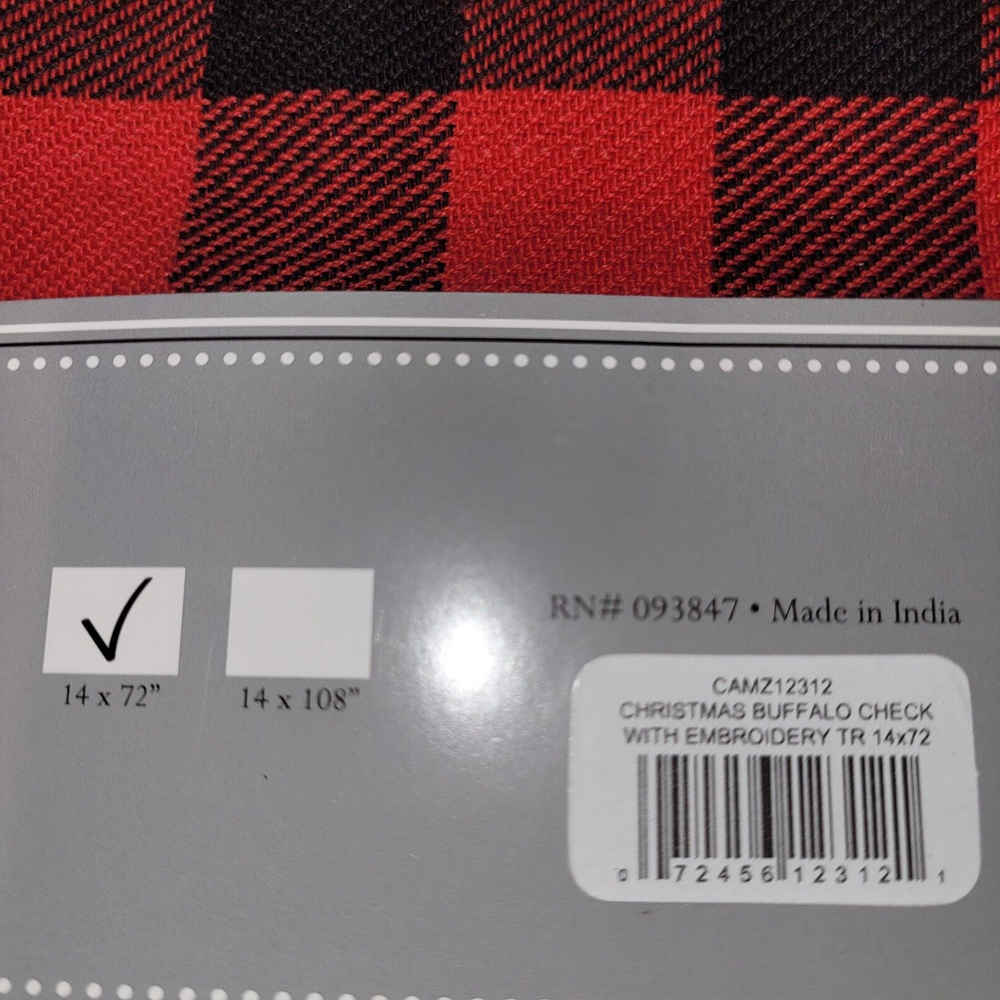 14 x 72”
14 x 108”
RN# 093847 • Made in India
CAMZ12312
CHRISTMAS BUFFALO CHECK
WITH EMBROIDERY TR 14x72
0 72456 12312 1